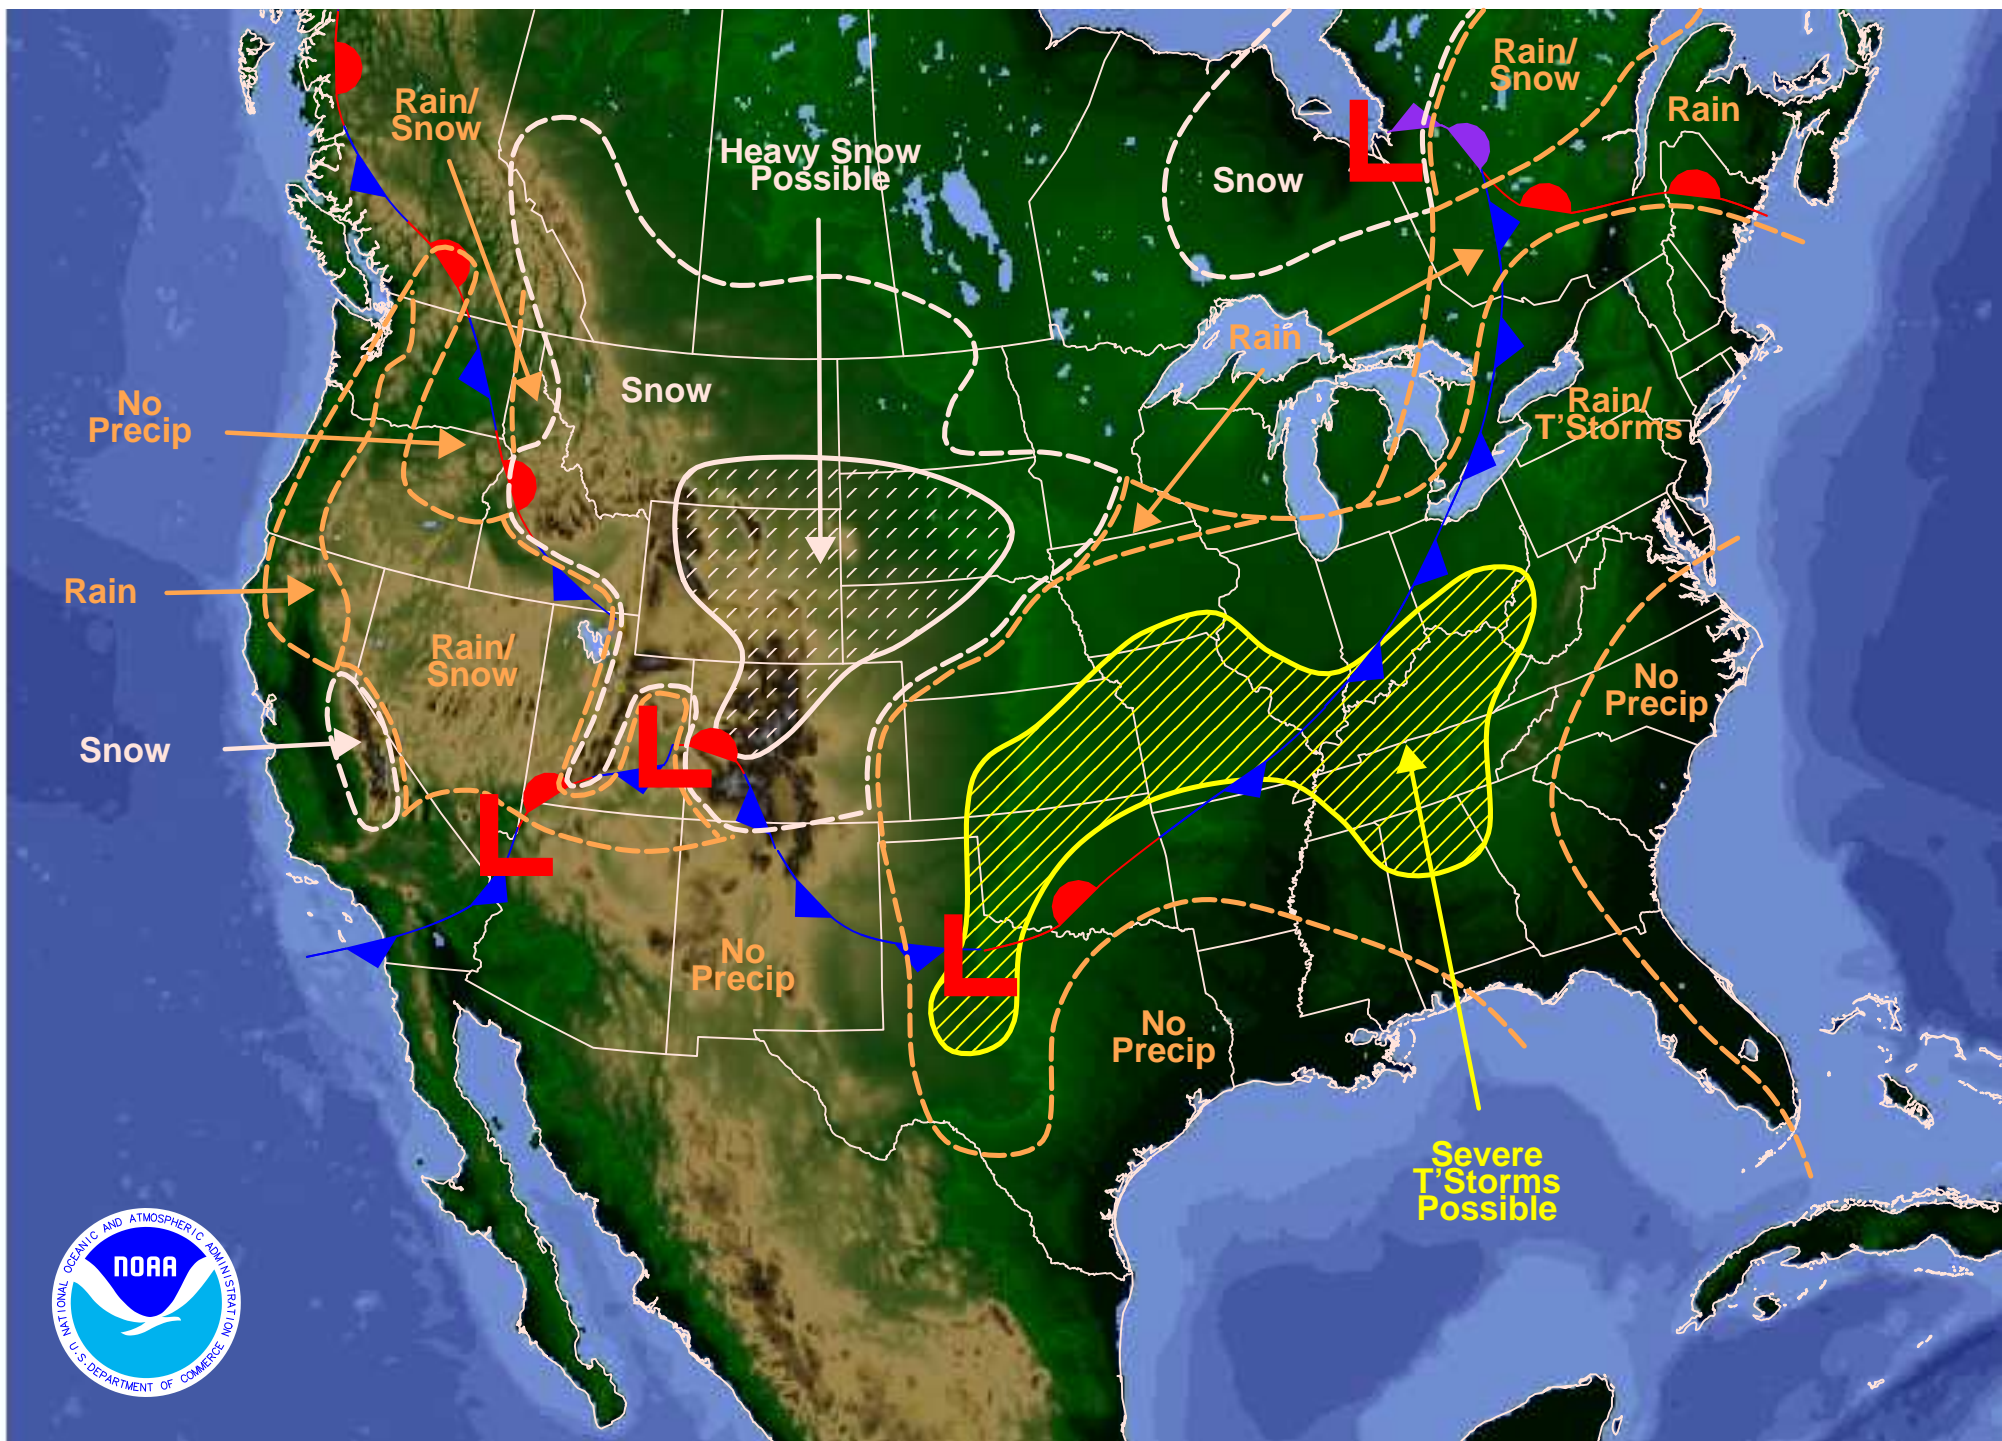 Rain/
Snow
Rain/
Snow
Rain
Heavy Snow
Possible
Snow
Rain
Snow
No
Precip
Rain/
T'Storms
Rain
Rain/
Snow
No
Precip
Snow
No
Precip
No
Precip
Severe
T'Storms
Possible
L
L
L
L
NATIONAL OCEANIC AND ATMOSPHERIC ADMINISTRATION
NOAA
U.S. DEPARTMENT OF COMMERCE